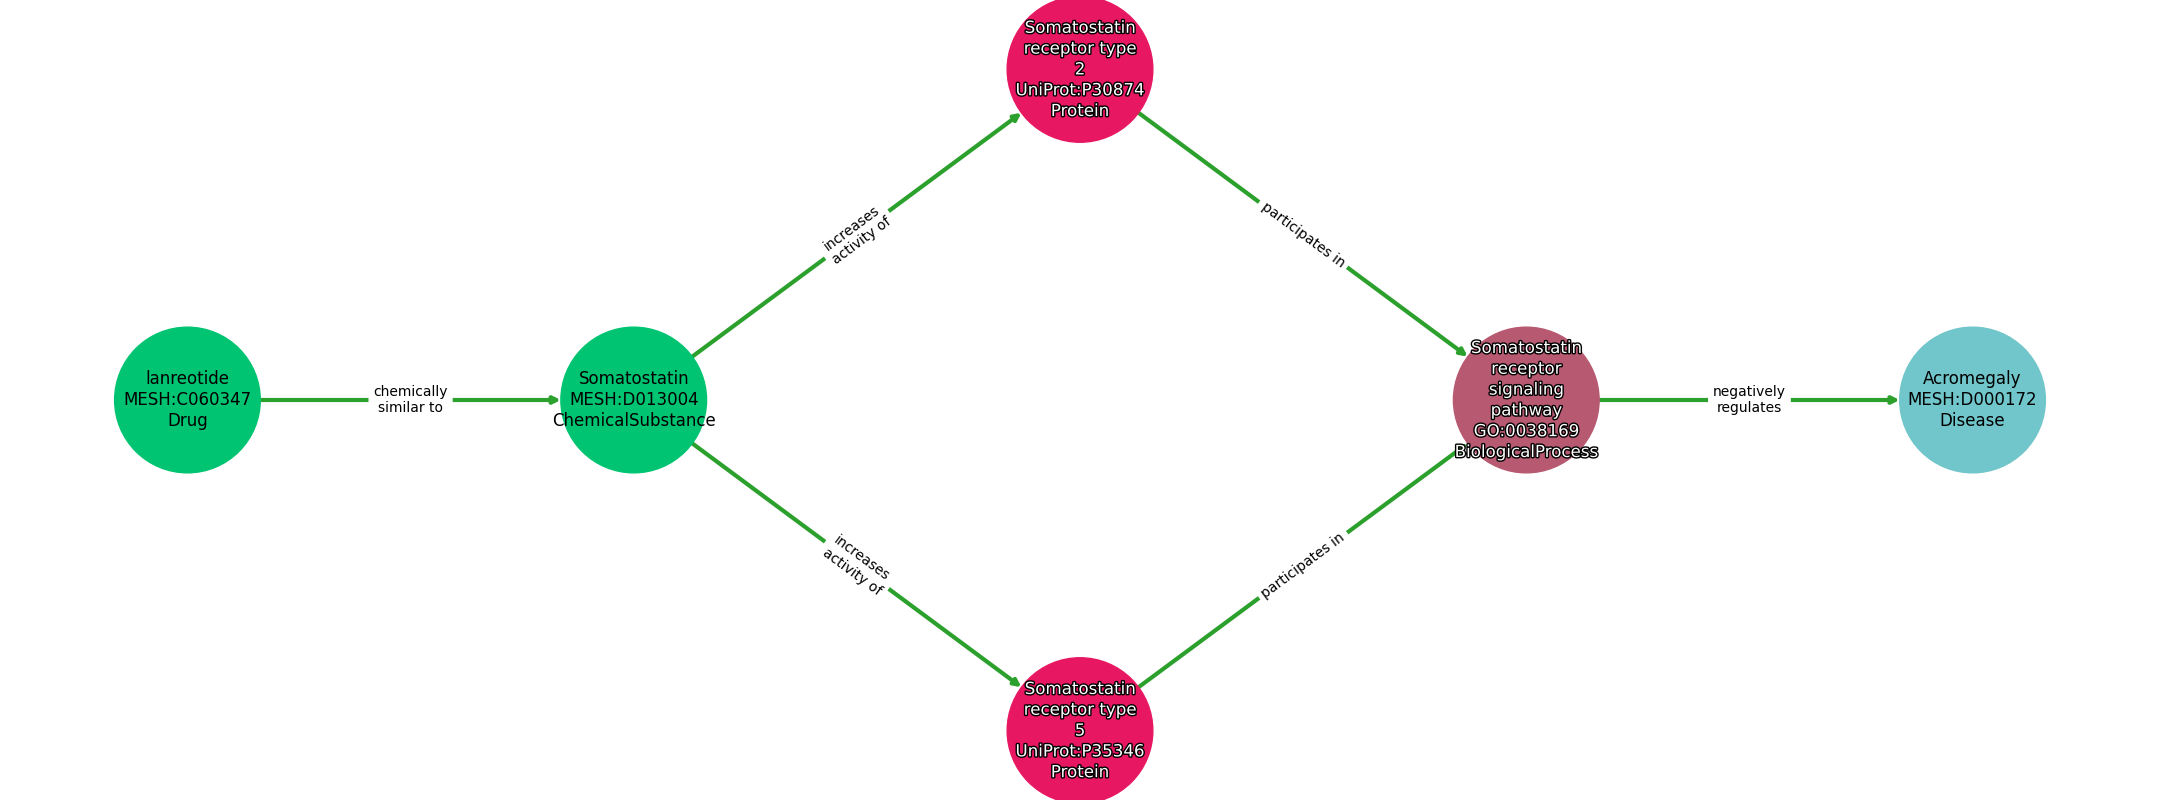 Somatostatin
receptor type
2
UniProt:P30874
Protein
increases
activity of
participates in
lanreotide
MESH:C060347
Drug
chemically
similar to
Somatostatin
MESH:D013004
ChemicalSubstance
Somatostatin
receptor
signaling
pathway
GO:0038169
BiologicalProcess
negatively
regulates
Acromegaly
MESH:D000172
Disease
increases
activity of
participates in
Somatostatin
receptor type
5
UniProt:P35346
Protein